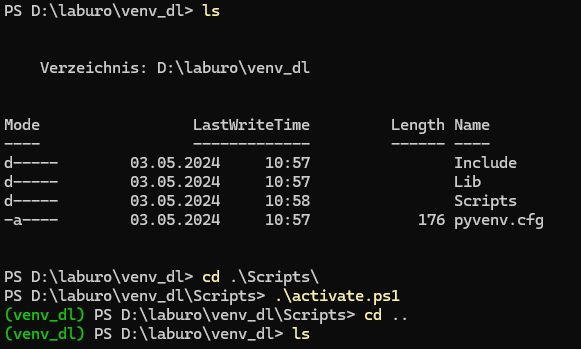 PS D:\laburo\venv_dl> ls
Verzeichnis: D:\laburo\venv_dl
Mode LastWriteTime Length Name
---- ------------- ------ ----
d----- 03.05.2024 10:57 Include
d----- 03.05.2024 10:57 Lib
d----- 03.05.2024 10:58 Scripts
-a---- 03.05.2024 10:57 176 pyvenv.cfg
PS D:\laburo\venv_dl> cd .\Scripts\
PS D:\laburo\venv_dl\Scripts> .\activate.ps1
(venv_dl) PS D:\laburo\venv_dl\Scripts> cd ..
(venv_dl) PS D:\laburo\venv_dl> ls